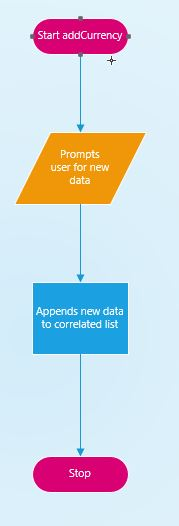 Start addCurrency
Prompts
user for new
data
Appends new data
to correlated list
Stop